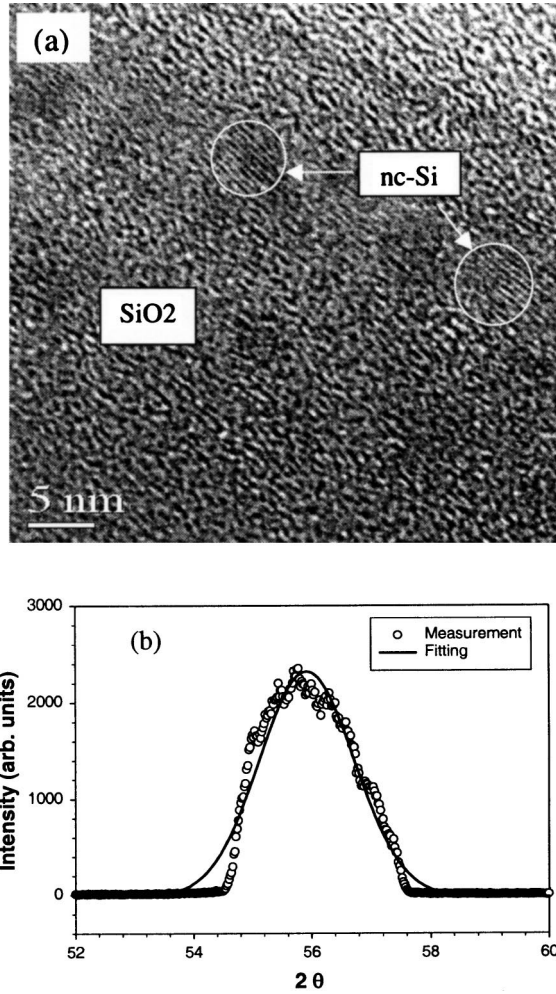 (a)
nc-Si
SiO2
5 nm
(b)
Measurement
Fitting
Intensity (arb. units)
3000
2000
1000
0
52
54
56
58
60
2 θ